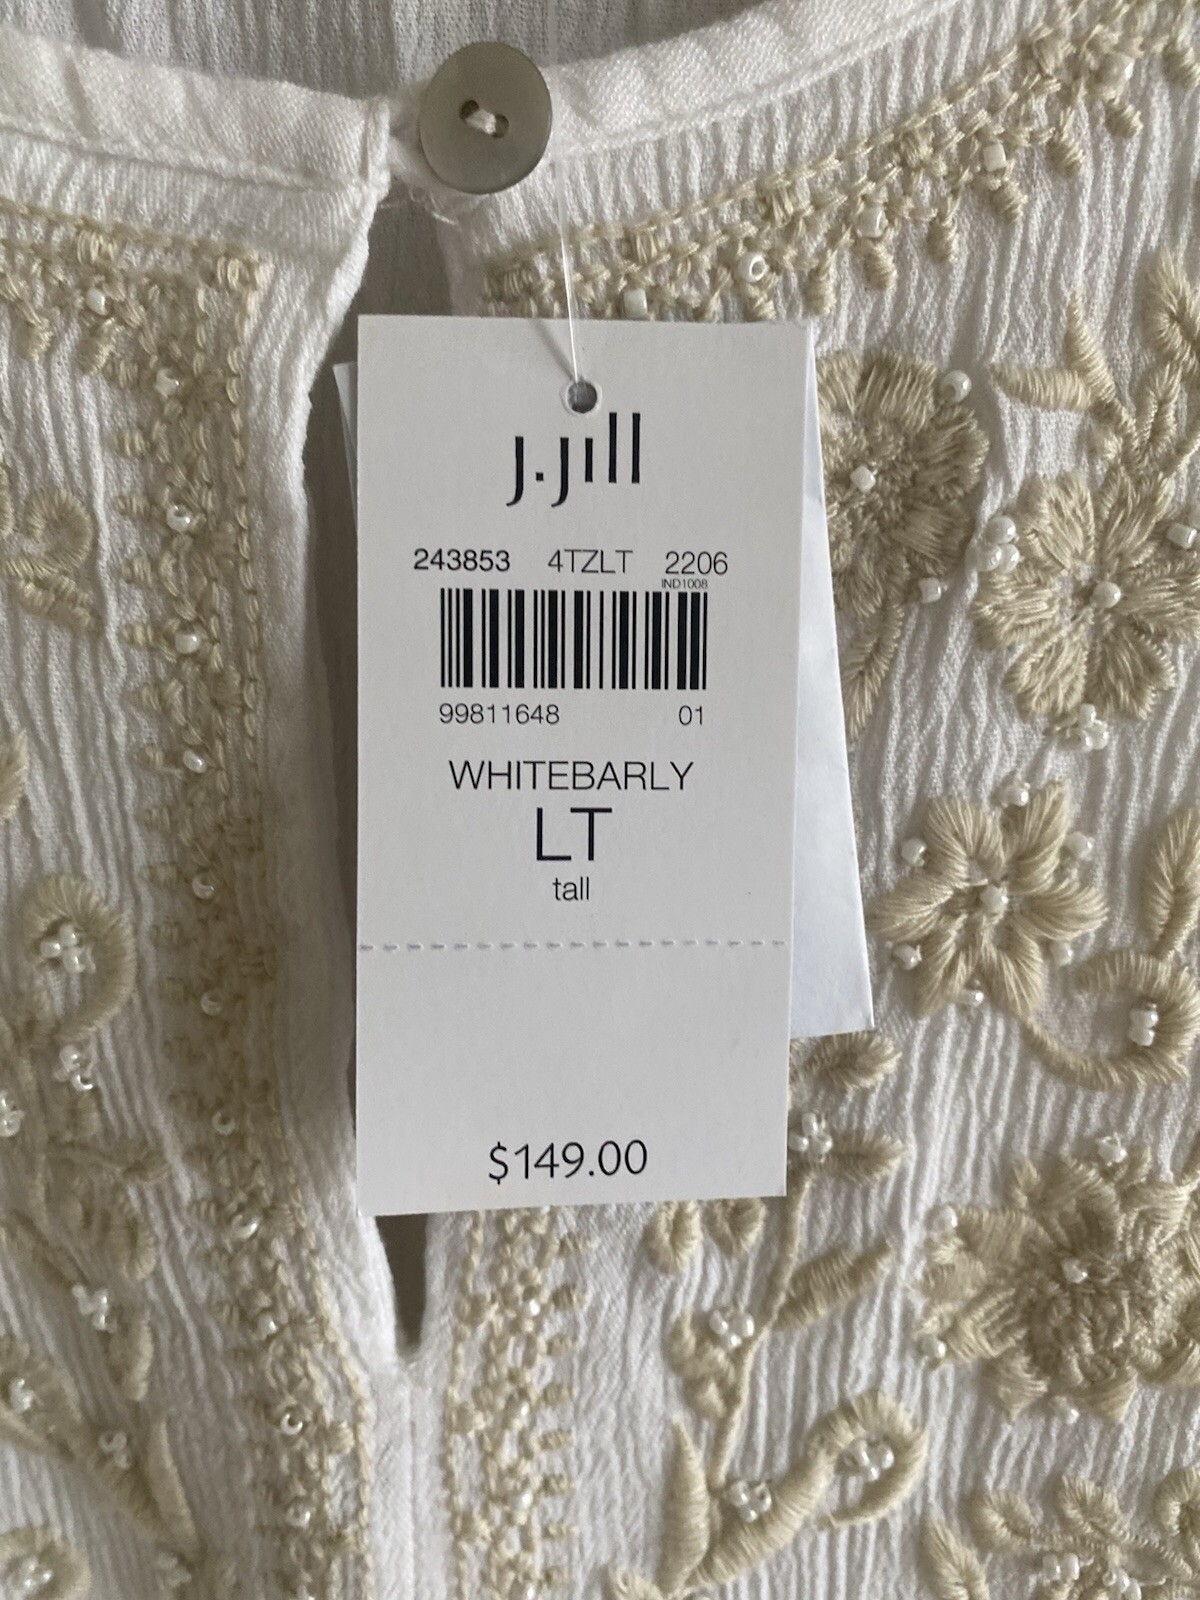 J.Jill
243853 4TZLT 2206
IND1008
99811648 01
WHITEBARLY
LT
tall
$149.00